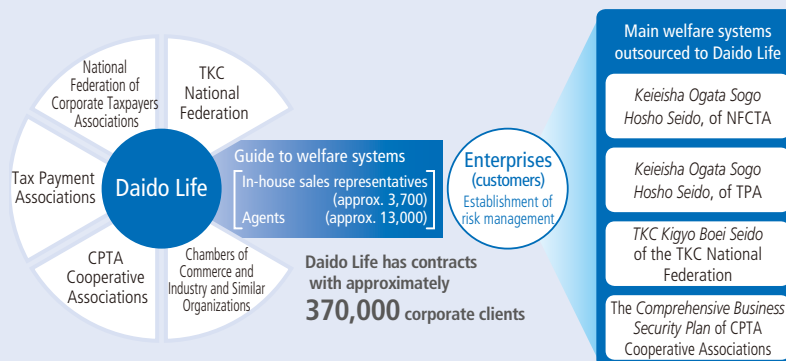 National
Federation of
Corporate Taxpayers
Associations
TKC
National
Federation
Tax Payment
Associations
Daido Life
CPTA
Cooperative
Associations
Chambers of
Commerce and
Industry and Similar
Organizations
Guide to welfare systems
In-house sales representatives
(approx. 3,700)
Agents (approx. 13,000)
Daido Life has contracts
with approximately
370,000 corporate clients
Enterprises
(customers)
Establishment of
risk management
Main welfare systems
outsourced to Daido Life
Keieisha Ogata Sogo
Hosho Seido, of NFCTA
Keieisha Ogata Sogo
Hosho Seido, of TPA
TKC Kigyo Boei Seido
of the TKC National
Federation
The Comprehensive Business
Security Plan of CPTA
Cooperative Associations